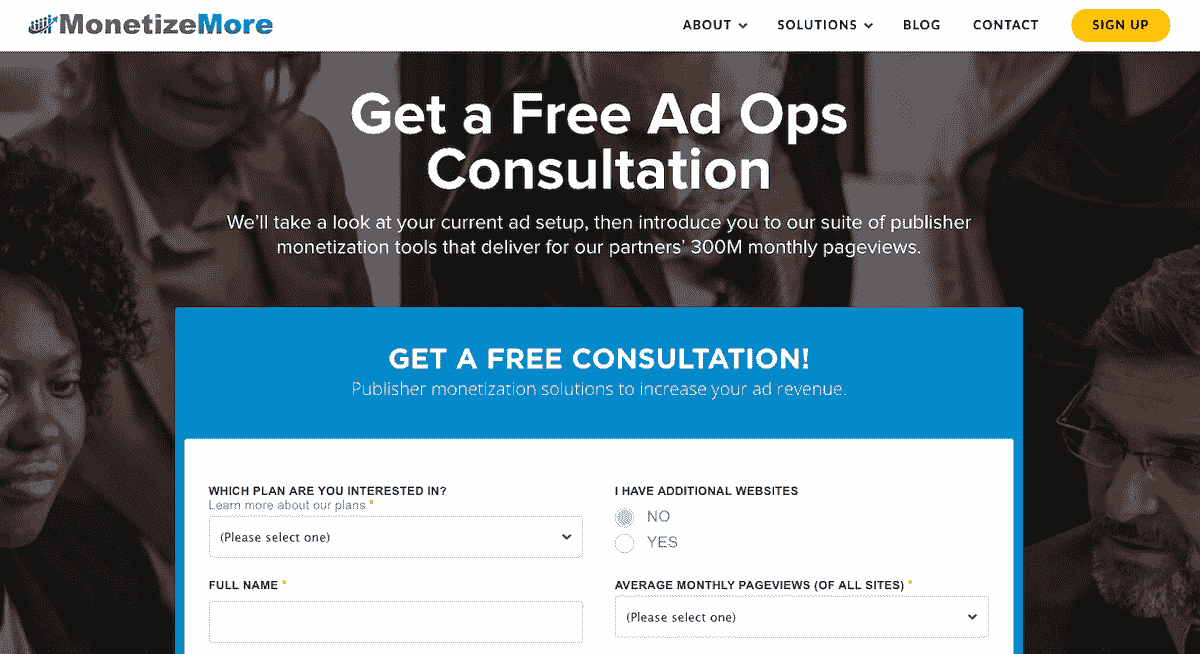 MonetizeMore
ABOUT
SOLUTIONS
BLOG
CONTACT
SIGN UP
Get a Free Ad Ops
Consultation
We'll take a look at your current ad setup, then introduce you to our suite of publisher
monetization tools that deliver for our partners' 300M monthly pageviews.
GET A FREE CONSULTATION!
Publisher monetization solutions to increase your ad revenue.
WHICH PLAN ARE YOU INTERESTED IN?
Learn more about our plans *
(Please select one)
I HAVE ADDITIONAL WEBSITES
NO
YES
FULL NAME *
AVERAGE MONTHLY PAGEVIEWS (OF ALL SITES) *
(Please select one)